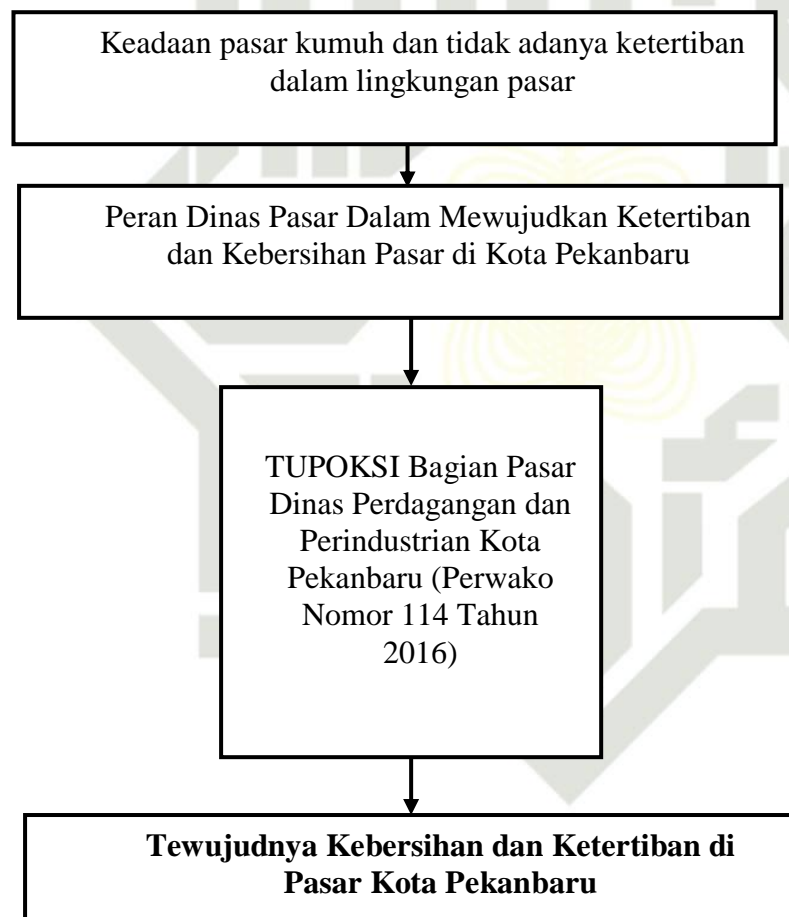 Keadaan pasar kumuh dan tidak adanya ketertiban
dalam lingkungan pasar
Peran Dinas Pasar Dalam Mewujudkan Ketertiban
dan Kebersihan Pasar di Kota Pekanbaru
TUPOKSI Bagian Pasar
Dinas Perdagangan dan
Perindustrian Kota
Pekanbaru (Perwako
Nomor 114 Tahun
2016)
Tewujudnya Kebersihan dan Ketertiban di
Pasar Kota Pekanbaru